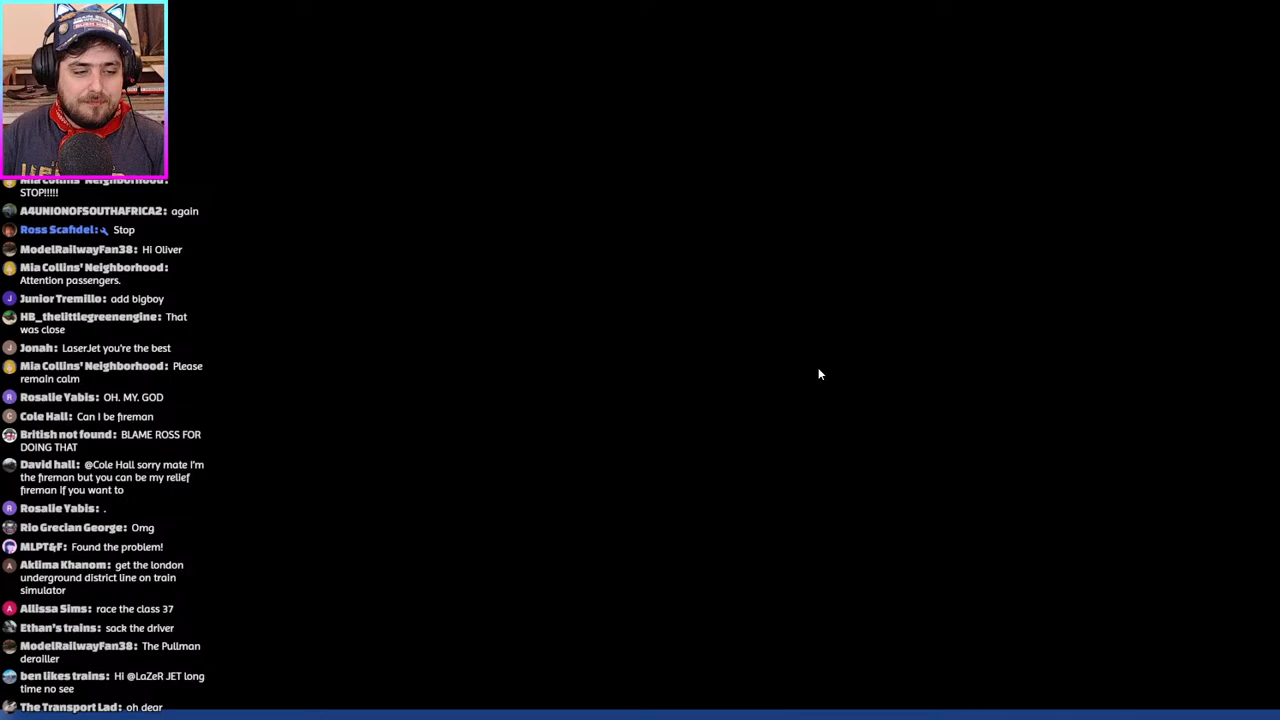 Mia Collins' Neighborhood:
STOP!!!!!
A4UNIONOFSOUTHAFRICA2: again
Ross Scafidel: Stop
ModelRailwayFan38: Hi Oliver
Mia Collins' Neighborhood:
Attention passengers.
J Junior Tremillo: add bigboy
HB_thelittlegreenengine: That
was close
J Jonah: LaserJet you're the best
Mia Collins' Neighborhood: Please
remain calm
R Rosalie Yabis: OH. MY. GOD
C Cole Hall: Can I be fireman
British not found: BLAME ROSS FOR
DOING THAT
David hall: @Cole Hall sorry mate I'm
the fireman but you can be my relief
fireman if you want to
R Rosalie Yabis: .
Rio Grecian George: Omg
MLPT&F: Found the problem!
A Aklima Khanom: get the london
underground district line on train
simulator
A Allissa Sims: race the class 37
Ethan's trains: sack the driver
ModelRailwayFan38: The Pullman
derailler
ben likes trains: Hi @LaZeR JET long
time no see
The Transport Lad: oh dear